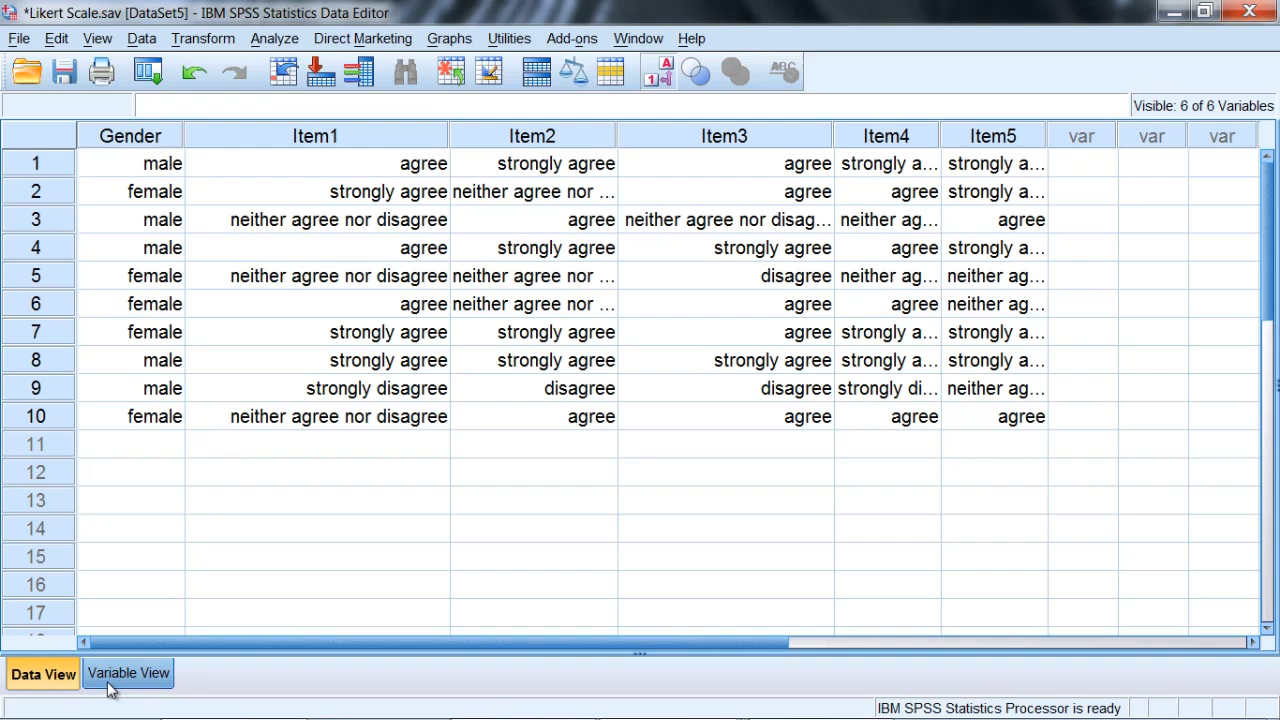 *Likert Scale.sav [DataSet5] - IBM SPSS Statistics Data Editor
File Edit View Data Transform Analyze Direct Marketing Graphs Utilities Add-ons Window Help
Visible: 6 of 6 Variables
Gender Item1 Item2 Item3 Item4 Item5 var var var
1 male agree strongly agree agree strongly a... strongly a...
2 female strongly agree neither agree nor ... agree agree strongly a...
3 male neither agree nor disagree agree neither agree nor disag... neither ag... agree
4 male agree strongly agree strongly agree agree strongly a...
5 female neither agree nor disagree neither agree nor ... disagree neither ag... neither ag...
6 female agree neither agree nor ... agree agree neither ag...
7 female strongly agree strongly agree agree strongly a... strongly a...
8 male strongly agree strongly agree strongly agree strongly a... strongly a...
9 male strongly disagree disagree disagree strongly di... neither ag...
10 female neither agree nor disagree agree agree agree agree
11
12
13
14
15
16
17
Data View Variable View
IBM SPSS Statistics Processor is ready